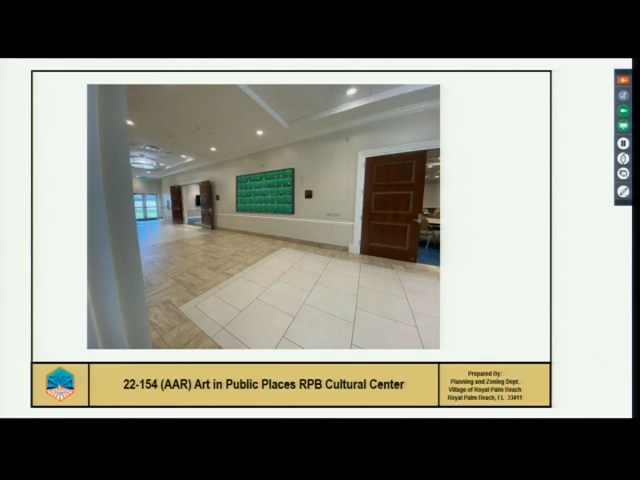 22-154 (AAR) Art in Public Places RPB Cultural Center
Prepared By:
Planning and Zoning Dept.
Village of Royal Palm Beach
Royal Palm Beach, FL 33411